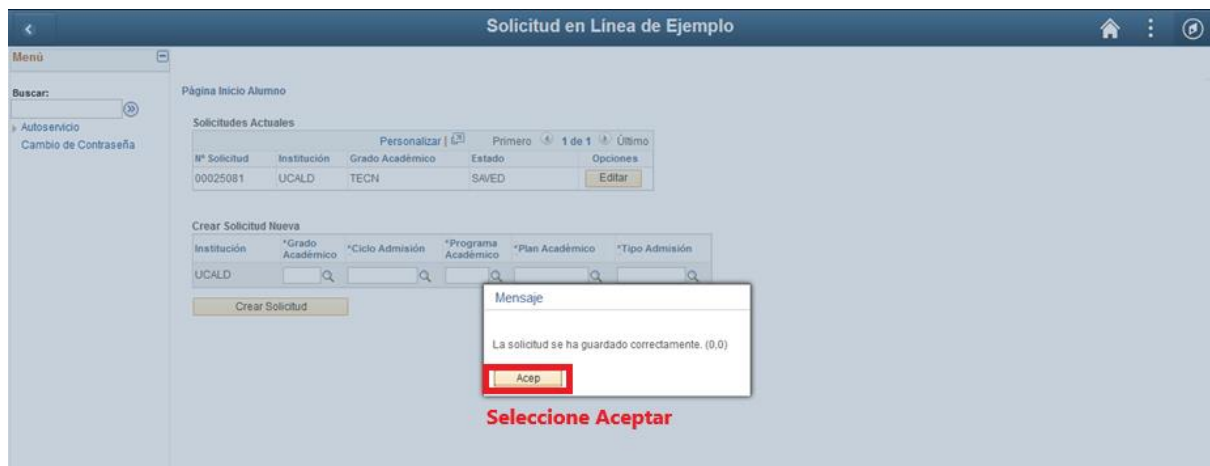 Solicitud en Línea de Ejemplo
Menú
Buscar:
Autoservicio
Cambio de Contraseña
Página Inicio Alumno
Solicitudes Actuales
Personalizar | Primero 1 de 1 Último
Nº Solicitud Institución Grado Académico Estado Opciones
00025081 UCALD TECN SAVED Editar
Crear Solicitud Nueva
Institución *Grado Académico *Ciclo Admisión *Programa Académico *Plan Académico *Tipo Admisión
UCALD
Crear Solicitud
Mensaje
La solicitud se ha guardado correctamente. (0,0)
Acep
Seleccione Aceptar